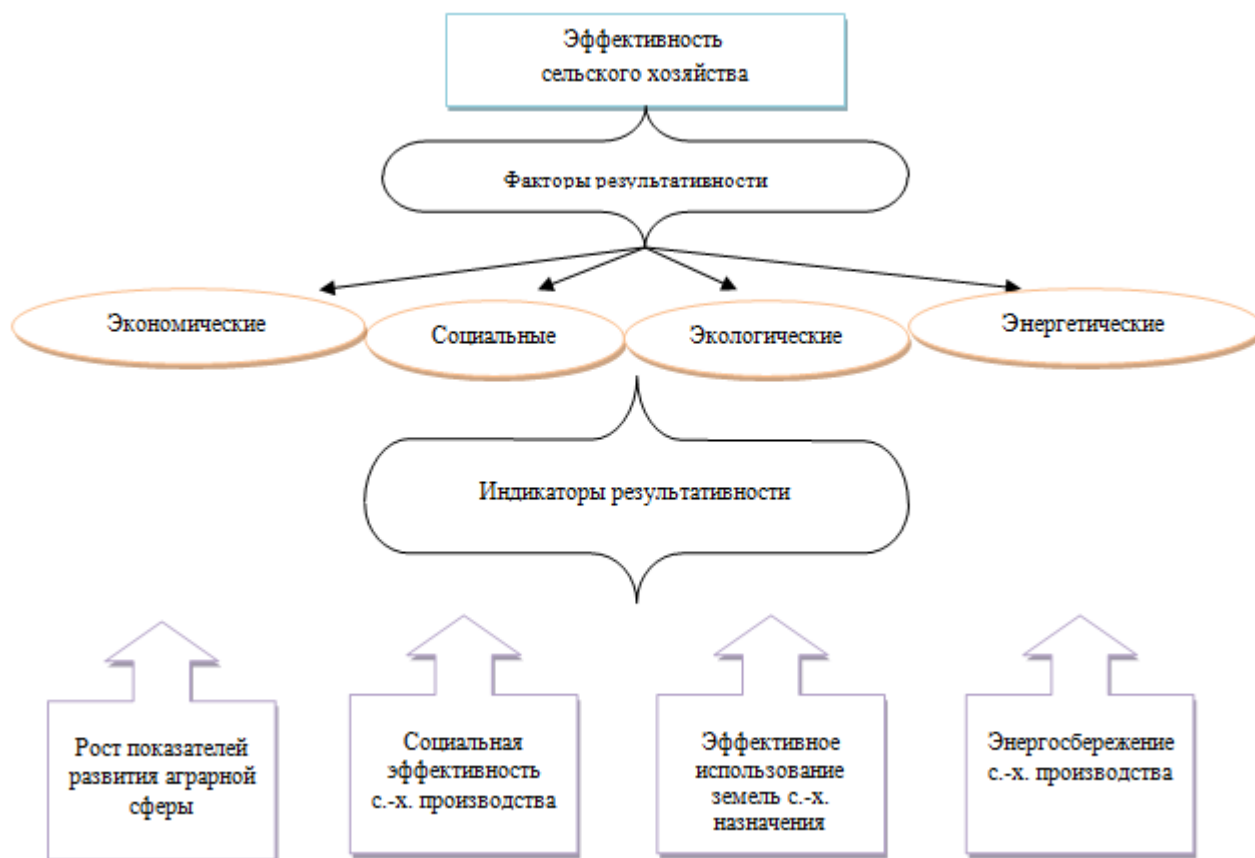 Эффективность
сельского хозяйства
Факторы результативности
Экономические
Социальные
Экологические
Энергетические
Индикаторы результативности
Рост показателей
развития аграрной
сферы
Социальная
эффективность
с.-х. производства
Эффективное
использование
земель с.-х.
назначения
Энергосбережение
с.-х. производства